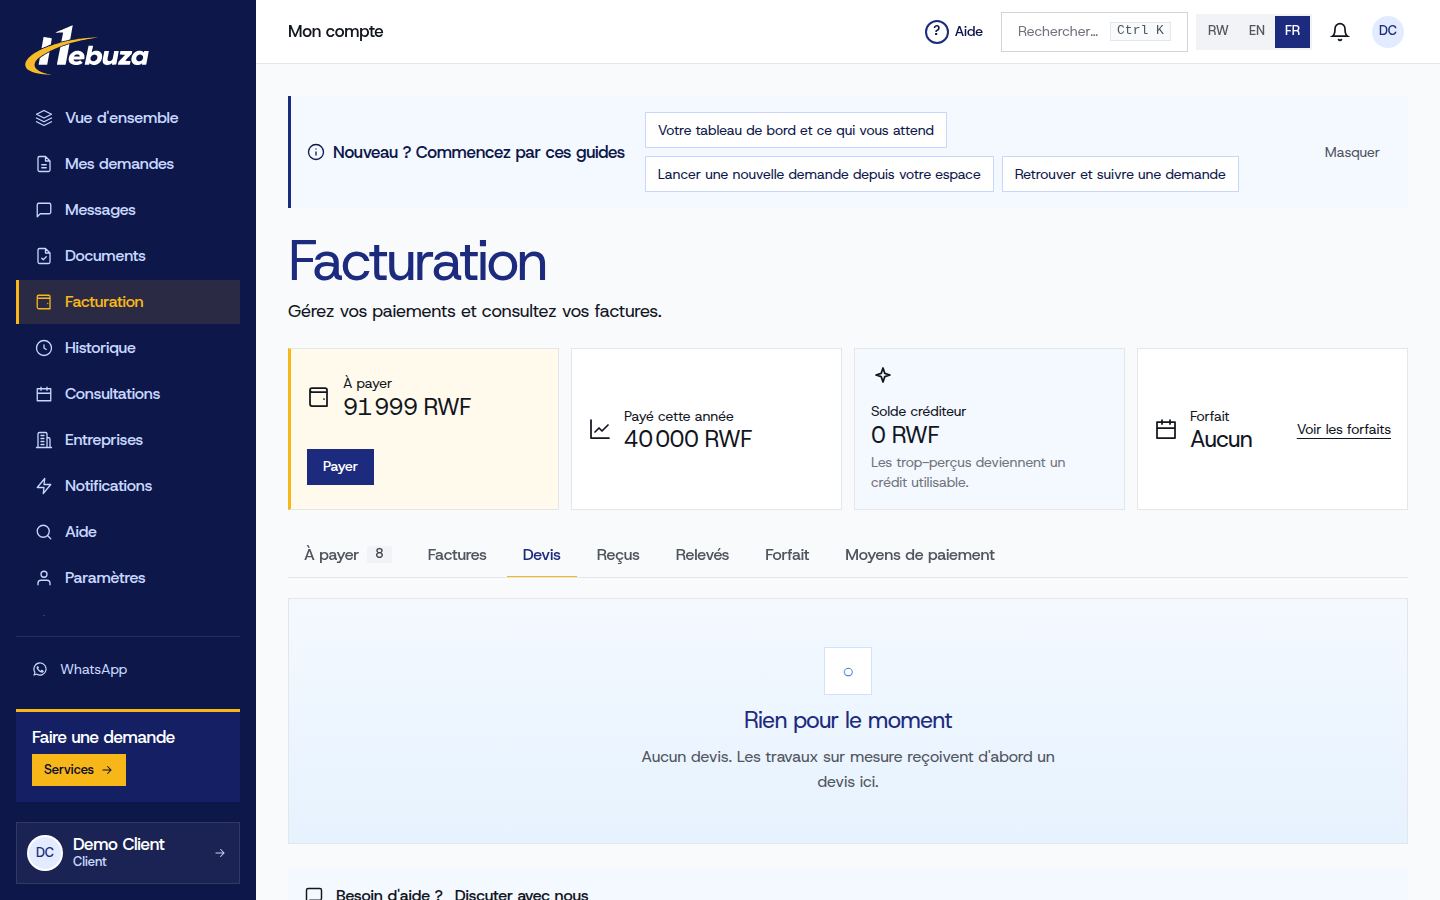 Hebuza
Vue d'ensemble
Mes demandes
Messages
Documents
Facturation
Historique
Consultations
Entreprises
Notifications
Aide
Paramètres
WhatsApp
Faire une demande
Services →
DC
Demo Client
Client
→
Mon compte
? Aide
Rechercher... Ctrl K
RW EN FR
DC
Nouveau ? Commencez par ces guides
Votre tableau de bord et ce qui vous attend
Lancer une nouvelle demande depuis votre espace
Retrouver et suivre une demande
Masquer
Facturation
Gérez vos paiements et consultez vos factures.
À payer
91 999 RWF
Payer
Payé cette année
40 000 RWF
Solde créditeur
0 RWF
Les trop-perçus deviennent un
crédit utilisable.
Forfait
Aucun
Voir les forfaits
À payer 8 Factures Devis Reçus Relevés Forfait Moyens de paiement
Rien pour le moment
Aucun devis. Les travaux sur mesure reçoivent d'abord un
devis ici.
Besoin d'aide ? Discuter avec nous